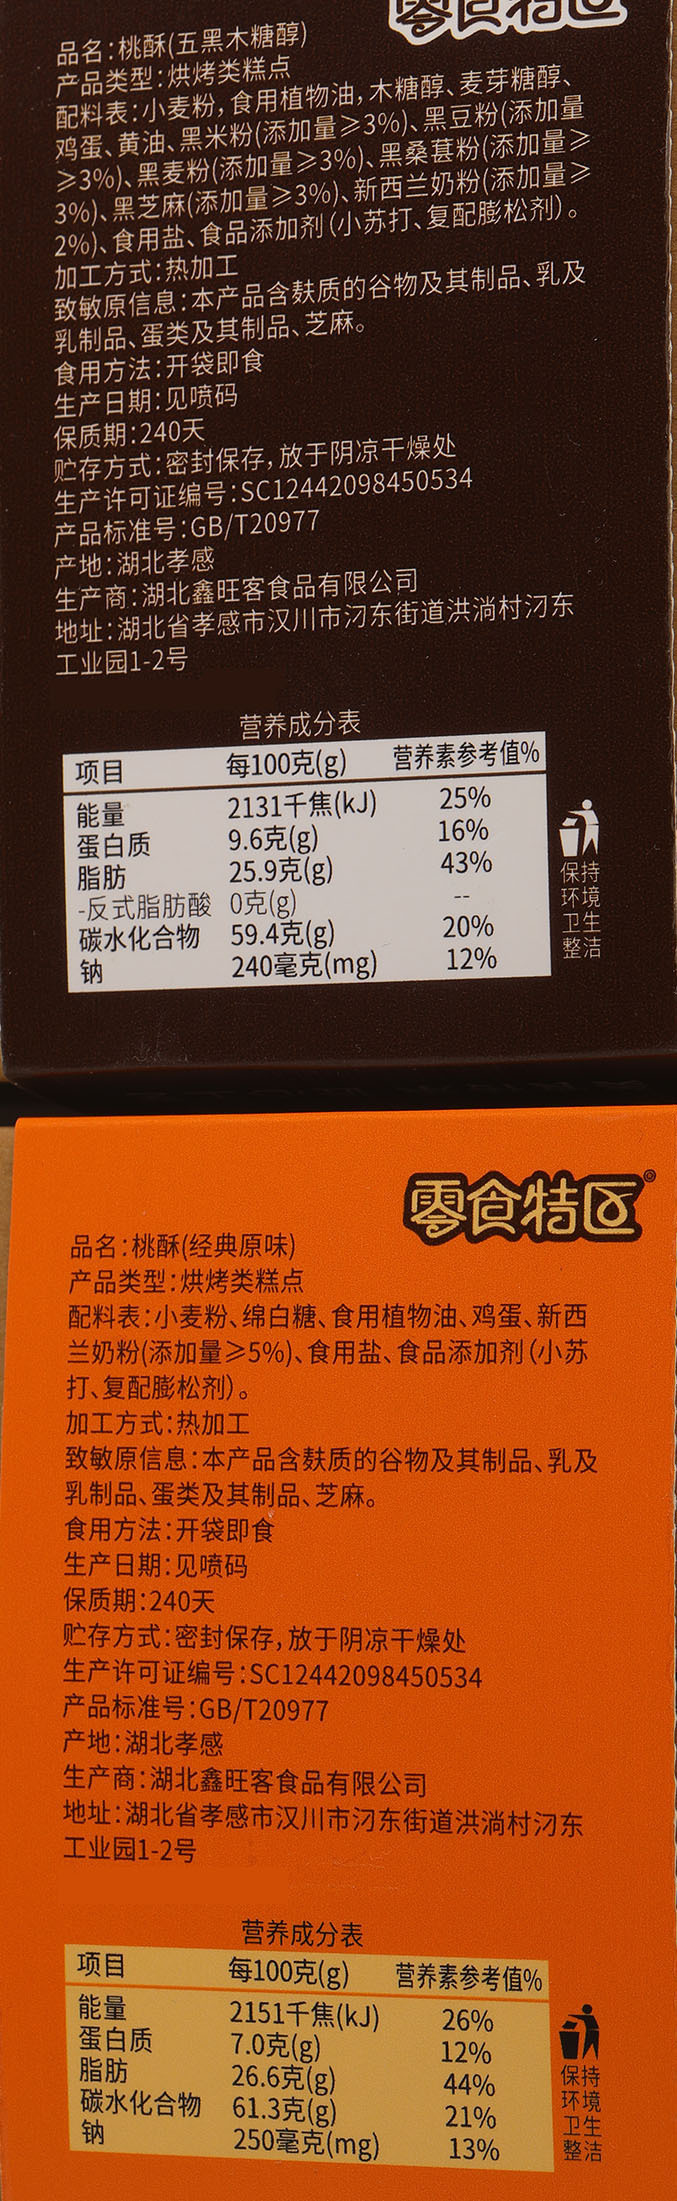 零食特区
品名:桃酥(五黑木糖醇)
产品类型:烘烤类糕点
配料表:小麦粉,食用植物油,木糖醇、麦芽糖醇、
鸡蛋、黄油、黑米粉(添加量≥3%)、黑豆粉(添加量
≥3%)、黑麦粉(添加量≥3%)、黑桑葚粉(添加量≥
3%)、黑芝麻(添加量≥3%)、新西兰奶粉(添加量≥
2%)、食用盐、食品添加剂(小苏打、复配膨松剂)。
加工方式:热加工
致敏原信息:本产品含麸质的谷物及其制品、乳及
乳制品、蛋类及其制品、芝麻。
食用方法:开袋即食
生产日期:见喷码
保质期:240天
贮存方式:密封保存,放于阴凉干燥处
生产许可证编号:SC12442098450534
产品标准号:GB/T20977
产地:湖北孝感
生产商:湖北鑫旺客食品有限公司
地址:湖北省孝感市汉川市汈东街道洪淌村汈东
工业园1-2号
营养成分表
项目 每100克(g) 营养素参考值%
能量 2131千焦(kJ) 25%
蛋白质 9.6克(g) 16%
脂肪 25.9克(g) 43%
-反式脂肪酸 0克(g) --
碳水化合物 59.4克(g) 20%
钠 240毫克(mg) 12%
保持
环境
卫生
整洁
零食特区
品名:桃酥(经典原味)
产品类型:烘烤类糕点
配料表:小麦粉、绵白糖、食用植物油、鸡蛋、新西
兰奶粉(添加量≥5%)、食用盐、食品添加剂(小苏
打、复配膨松剂)。
加工方式:热加工
致敏原信息:本产品含麸质的谷物及其制品、乳及
乳制品、蛋类及其制品、芝麻。
食用方法:开袋即食
生产日期:见喷码
保质期:240天
贮存方式:密封保存,放于阴凉干燥处
生产许可证编号:SC12442098450534
产品标准号:GB/T20977
产地:湖北孝感
生产商:湖北鑫旺客食品有限公司
地址:湖北省孝感市汉川市汈东街道洪淌村汈东
工业园1-2号
营养成分表
项目 每100克(g) 营养素参考值%
能量 2151千焦(kJ) 26%
蛋白质 7.0克(g) 12%
脂肪 26.6克(g) 44%
碳水化合物 61.3克(g) 21%
钠 250毫克(mg) 13%
保持
环境
卫生
整洁